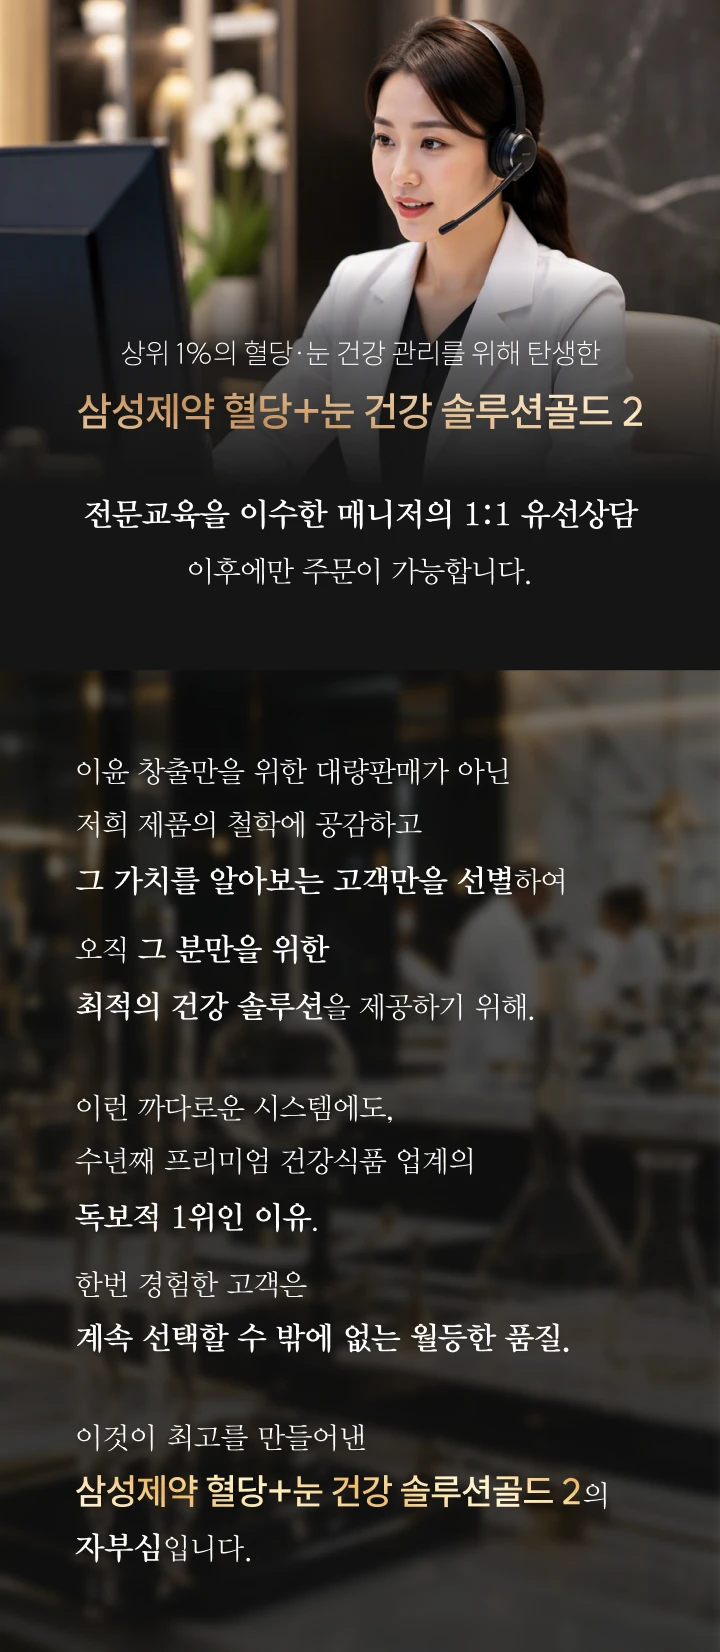 상위 1%의 혈당·눈 건강 관리를 위해 탄생한
삼성제약 혈당+눈 건강 솔루션골드 2
전문교육을 이수한 매니저의 1:1 유선상담
이후에만 주문이 가능합니다.
이윤 창출만을 위한 대량판매가 아닌
저희 제품의 철학에 공감하고
그 가치를 알아보는 고객만을 선별하여
오직 그 분만을 위한
최적의 건강 솔루션을 제공하기 위해.
이런 까다로운 시스템에도,
수년째 프리미엄 건강식품 업계의
독보적 1위인 이유.
한번 경험한 고객은
계속 선택할 수 밖에 없는 월등한 품질.
이것이 최고를 만들어낸
삼성제약 혈당+눈 건강 솔루션골드 2의
자부심입니다.